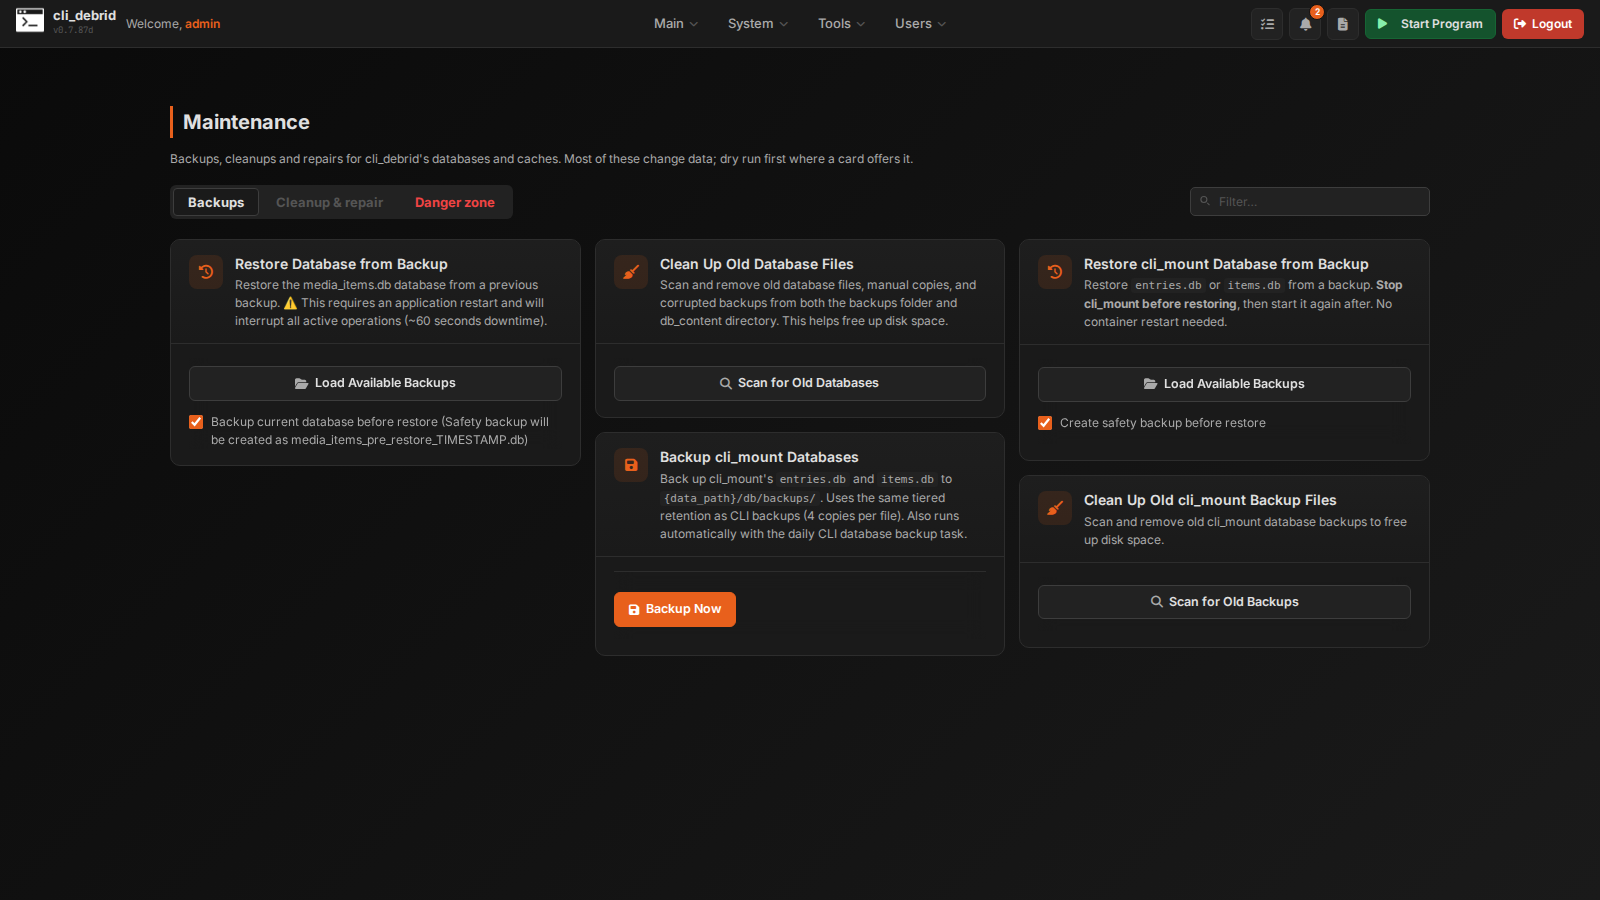 cli_debrid
v0.7.87d
Welcome, admin
Main
System
Tools
Users
2
Start Program
Logout
Maintenance
Backups, cleanups and repairs for cli_debrid's databases and caches. Most of these change data; dry run first where a card offers it.
Backups
Cleanup & repair
Danger zone
Filter...
Restore Database from Backup
Restore the media_items.db database from a previous
backup. ⚠️ This requires an application restart and will
interrupt all active operations (~60 seconds downtime).
Load Available Backups
Backup current database before restore (Safety backup will
be created as media_items_pre_restore_TIMESTAMP.db)
Clean Up Old Database Files
Scan and remove old database files, manual copies, and
corrupted backups from both the backups folder and
db_content directory. This helps free up disk space.
Scan for Old Databases
Backup cli_mount Databases
Back up cli_mount's entries.db and items.db to
{data_path}/db/backups/ . Uses the same tiered
retention as CLI backups (4 copies per file). Also runs
automatically with the daily CLI database backup task.
Backup Now
Restore cli_mount Database from Backup
Restore entries.db or items.db from a backup. Stop
cli_mount before restoring, then start it again after. No
container restart needed.
Load Available Backups
Create safety backup before restore
Clean Up Old cli_mount Backup Files
Scan and remove old cli_mount database backups to free
up disk space.
Scan for Old Backups